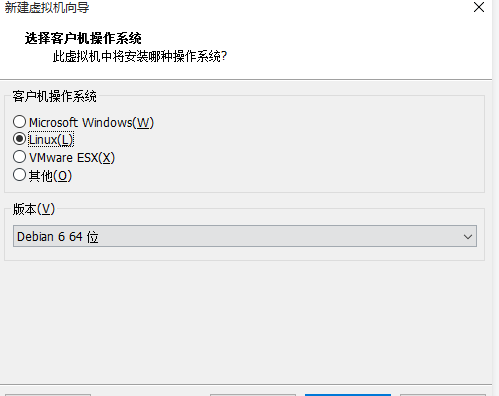 新建虚拟机向导
选择客户机操作系统
此虚拟机中将安装哪种操作系统?
客户机操作系统
Microsoft Windows(W)
Linux(L)
VMware ESX(X)
其他(O)
版本(V)
Debian 6 64 位